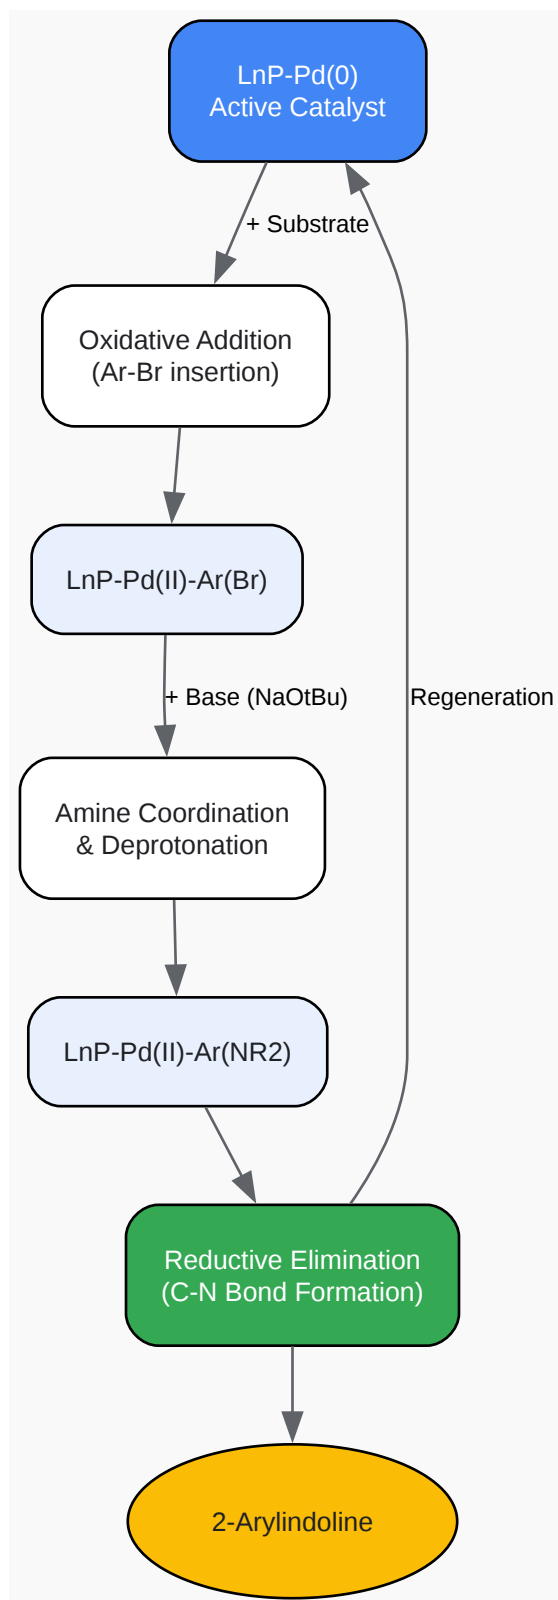 LnP-Pd(0)
Active Catalyst
+ Substrate
Oxidative Addition
(Ar-Br insertion)
LnP-Pd(II)-Ar(Br)
+ Base (NaOtBu)
Regeneration
Amine Coordination
& Deprotonation
LnP-Pd(II)-Ar(NR2)
Reductive Elimination
(C-N Bond Formation)
2-Arylindoline